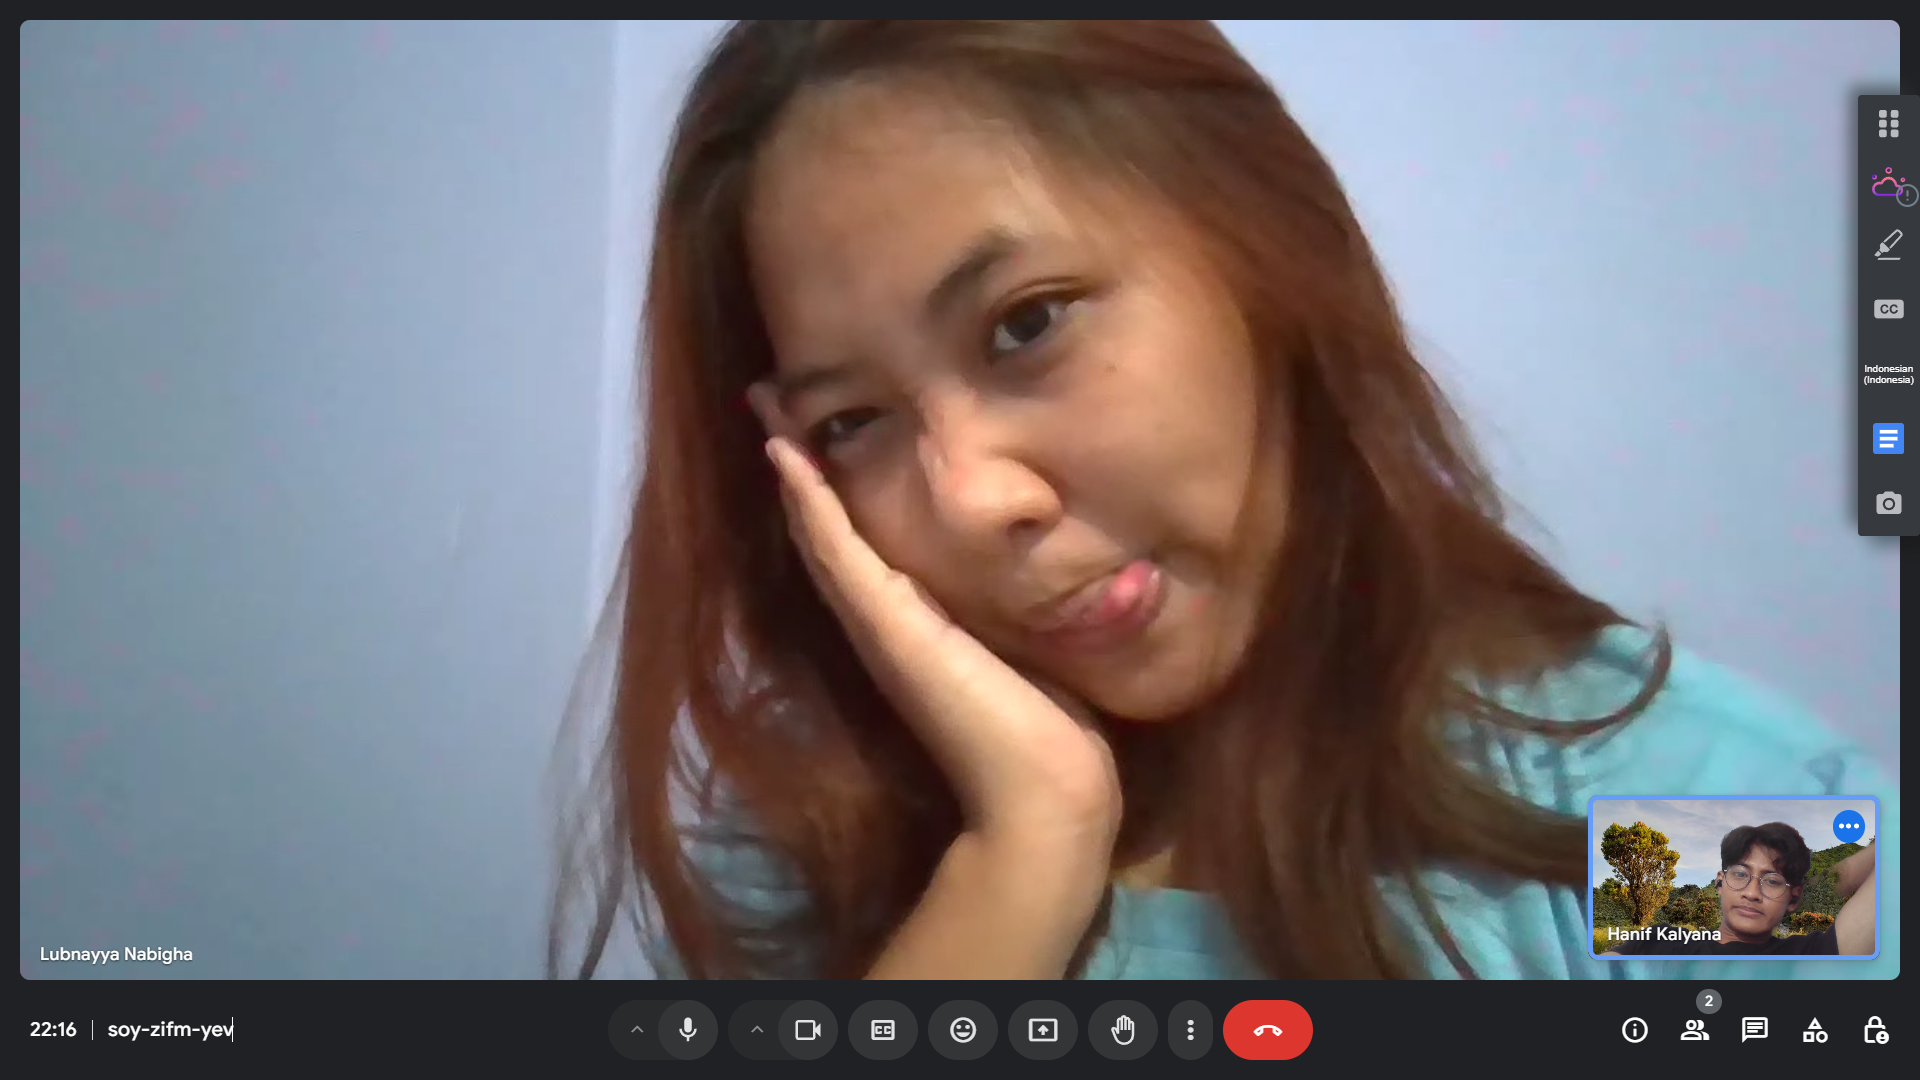 CC
Indonesian
(Indonesia)
Hanif Kalyana
Lubnayya Nabigha
2
22:16 | soy-zifm-yev